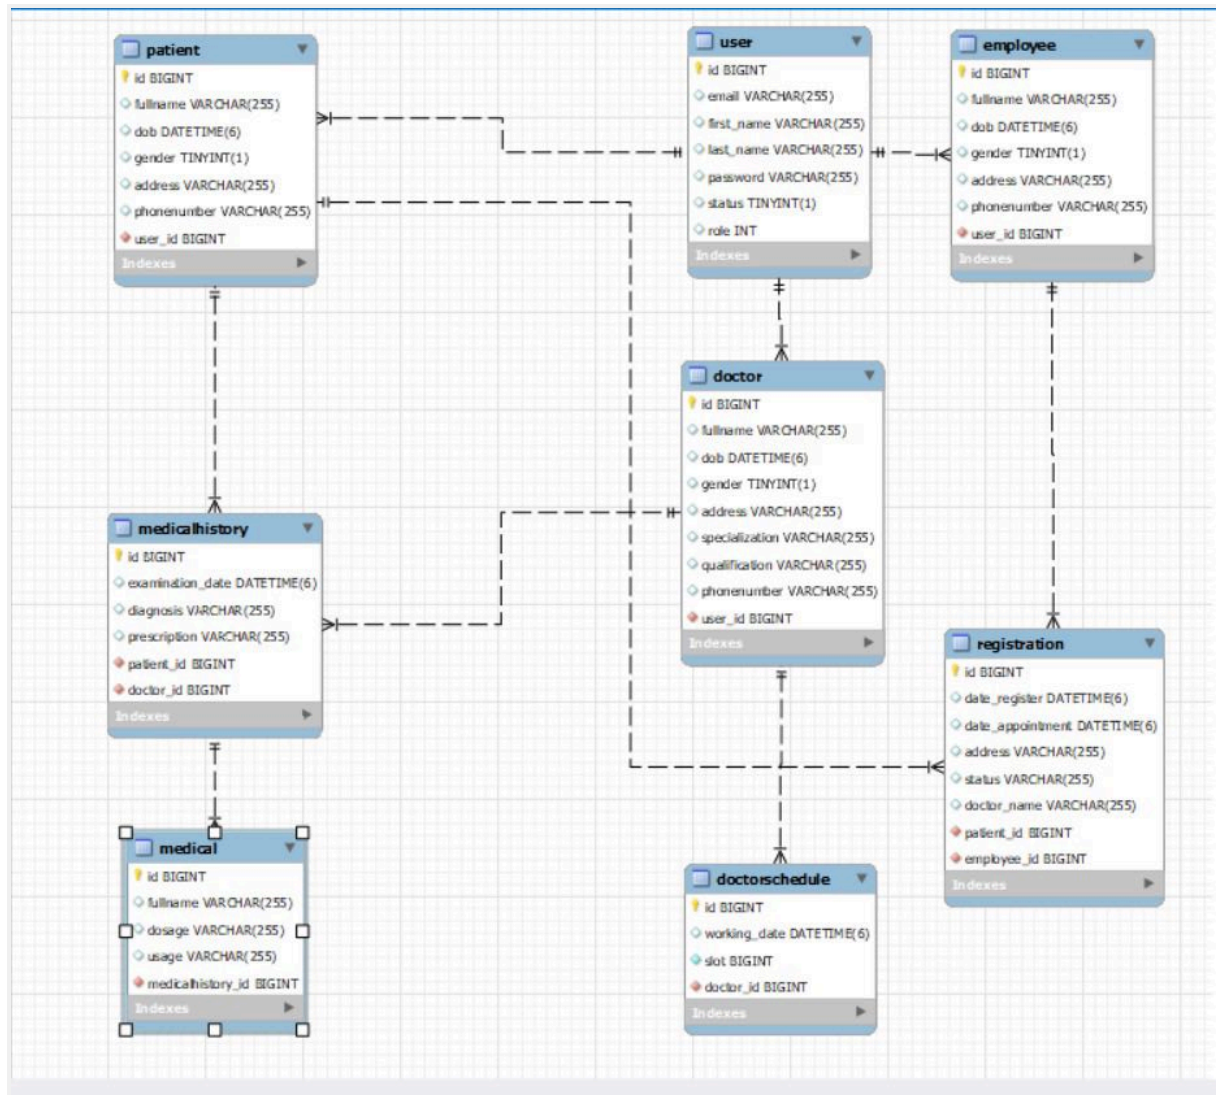 patient
id BIGINT
fullname VARCHAR(255)
dob DATETIME(6)
gender TINYINT(1)
address VARCHAR(255)
phonenumber VARCHAR(255)
user_id BIGINT
Indexes
user
id BIGINT
email VARCHAR(255)
first_name VARCHAR(255)
last_name VARCHAR(255)
password VARCHAR(255)
status TINYINT(1)
role INT
Indexes
employee
id BIGINT
fullname VARCHAR(255)
dob DATETIME(6)
gender TINYINT(1)
address VARCHAR(255)
phonenumber VARCHAR(255)
user_id BIGINT
Indexes
doctor
id BIGINT
fullname VARCHAR(255)
dob DATETIME(6)
gender TINYINT(1)
address VARCHAR(255)
specialization VARCHAR(255)
qualification VARCHAR(255)
phonenumber VARCHAR(255)
user_id BIGINT
Indexes
medicalhistory
id BIGINT
examination_date DATETIME(6)
diagnosis VARCHAR(255)
prescription VARCHAR(255)
patient_id BIGINT
doctor_id BIGINT
Indexes
registration
id BIGINT
date_register DATETIME(6)
date_appointment DATETIME(6)
address VARCHAR(255)
status VARCHAR(255)
doctor_name VARCHAR(255)
patient_id BIGINT
employee_id BIGINT
Indexes
medical
id BIGINT
fullname VARCHAR(255)
dosage VARCHAR(255)
usage VARCHAR(255)
medicalhistory_id BIGINT
Indexes
doctorschedule
id BIGINT
working_date DATETIME(6)
slot BIGINT
doctor_id BIGINT
Indexes